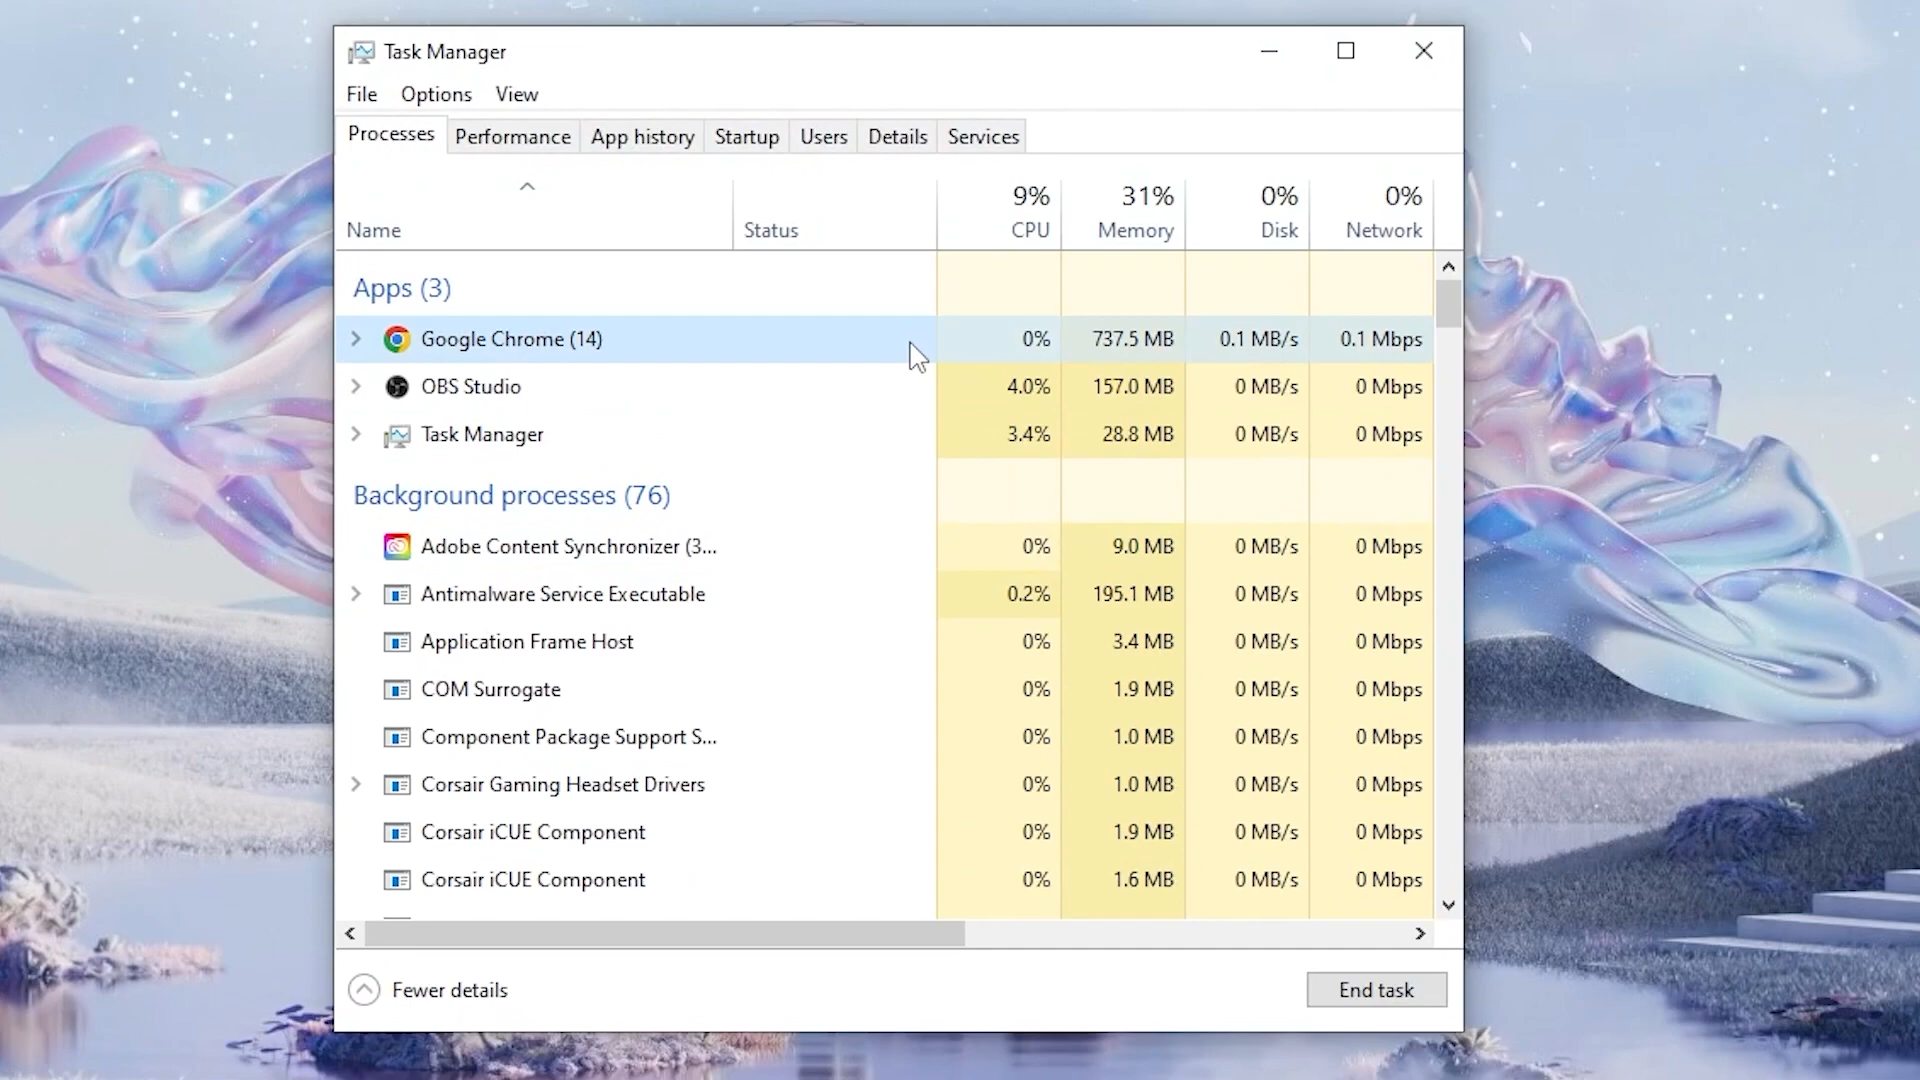 Task Manager
File Options View
Processes Performance App history Startup Users Details Services
9% 31% 0% 0%
Name Status CPU Memory Disk Network
Apps (3)
Google Chrome (14) 0% 737.5 MB 0.1 MB/s 0.1 Mbps
OBS Studio 4.0% 157.0 MB 0 MB/s 0 Mbps
Task Manager 3.4% 28.8 MB 0 MB/s 0 Mbps
Background processes (76)
Adobe Content Synchronizer (3... 0% 9.0 MB 0 MB/s 0 Mbps
Antimalware Service Executable 0.2% 195.1 MB 0 MB/s 0 Mbps
Application Frame Host 0% 3.4 MB 0 MB/s 0 Mbps
COM Surrogate 0% 1.9 MB 0 MB/s 0 Mbps
Component Package Support S... 0% 1.0 MB 0 MB/s 0 Mbps
Corsair Gaming Headset Drivers 0% 1.0 MB 0 MB/s 0 Mbps
Corsair iCUE Component 0% 1.9 MB 0 MB/s 0 Mbps
Corsair iCUE Component 0% 1.6 MB 0 MB/s 0 Mbps
Fewer details End task